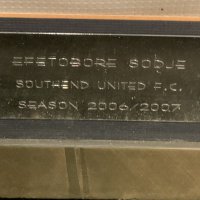 EFETOBORE SODJE
SOUTHEND UNITED F.C.
SEASON 2006/2007